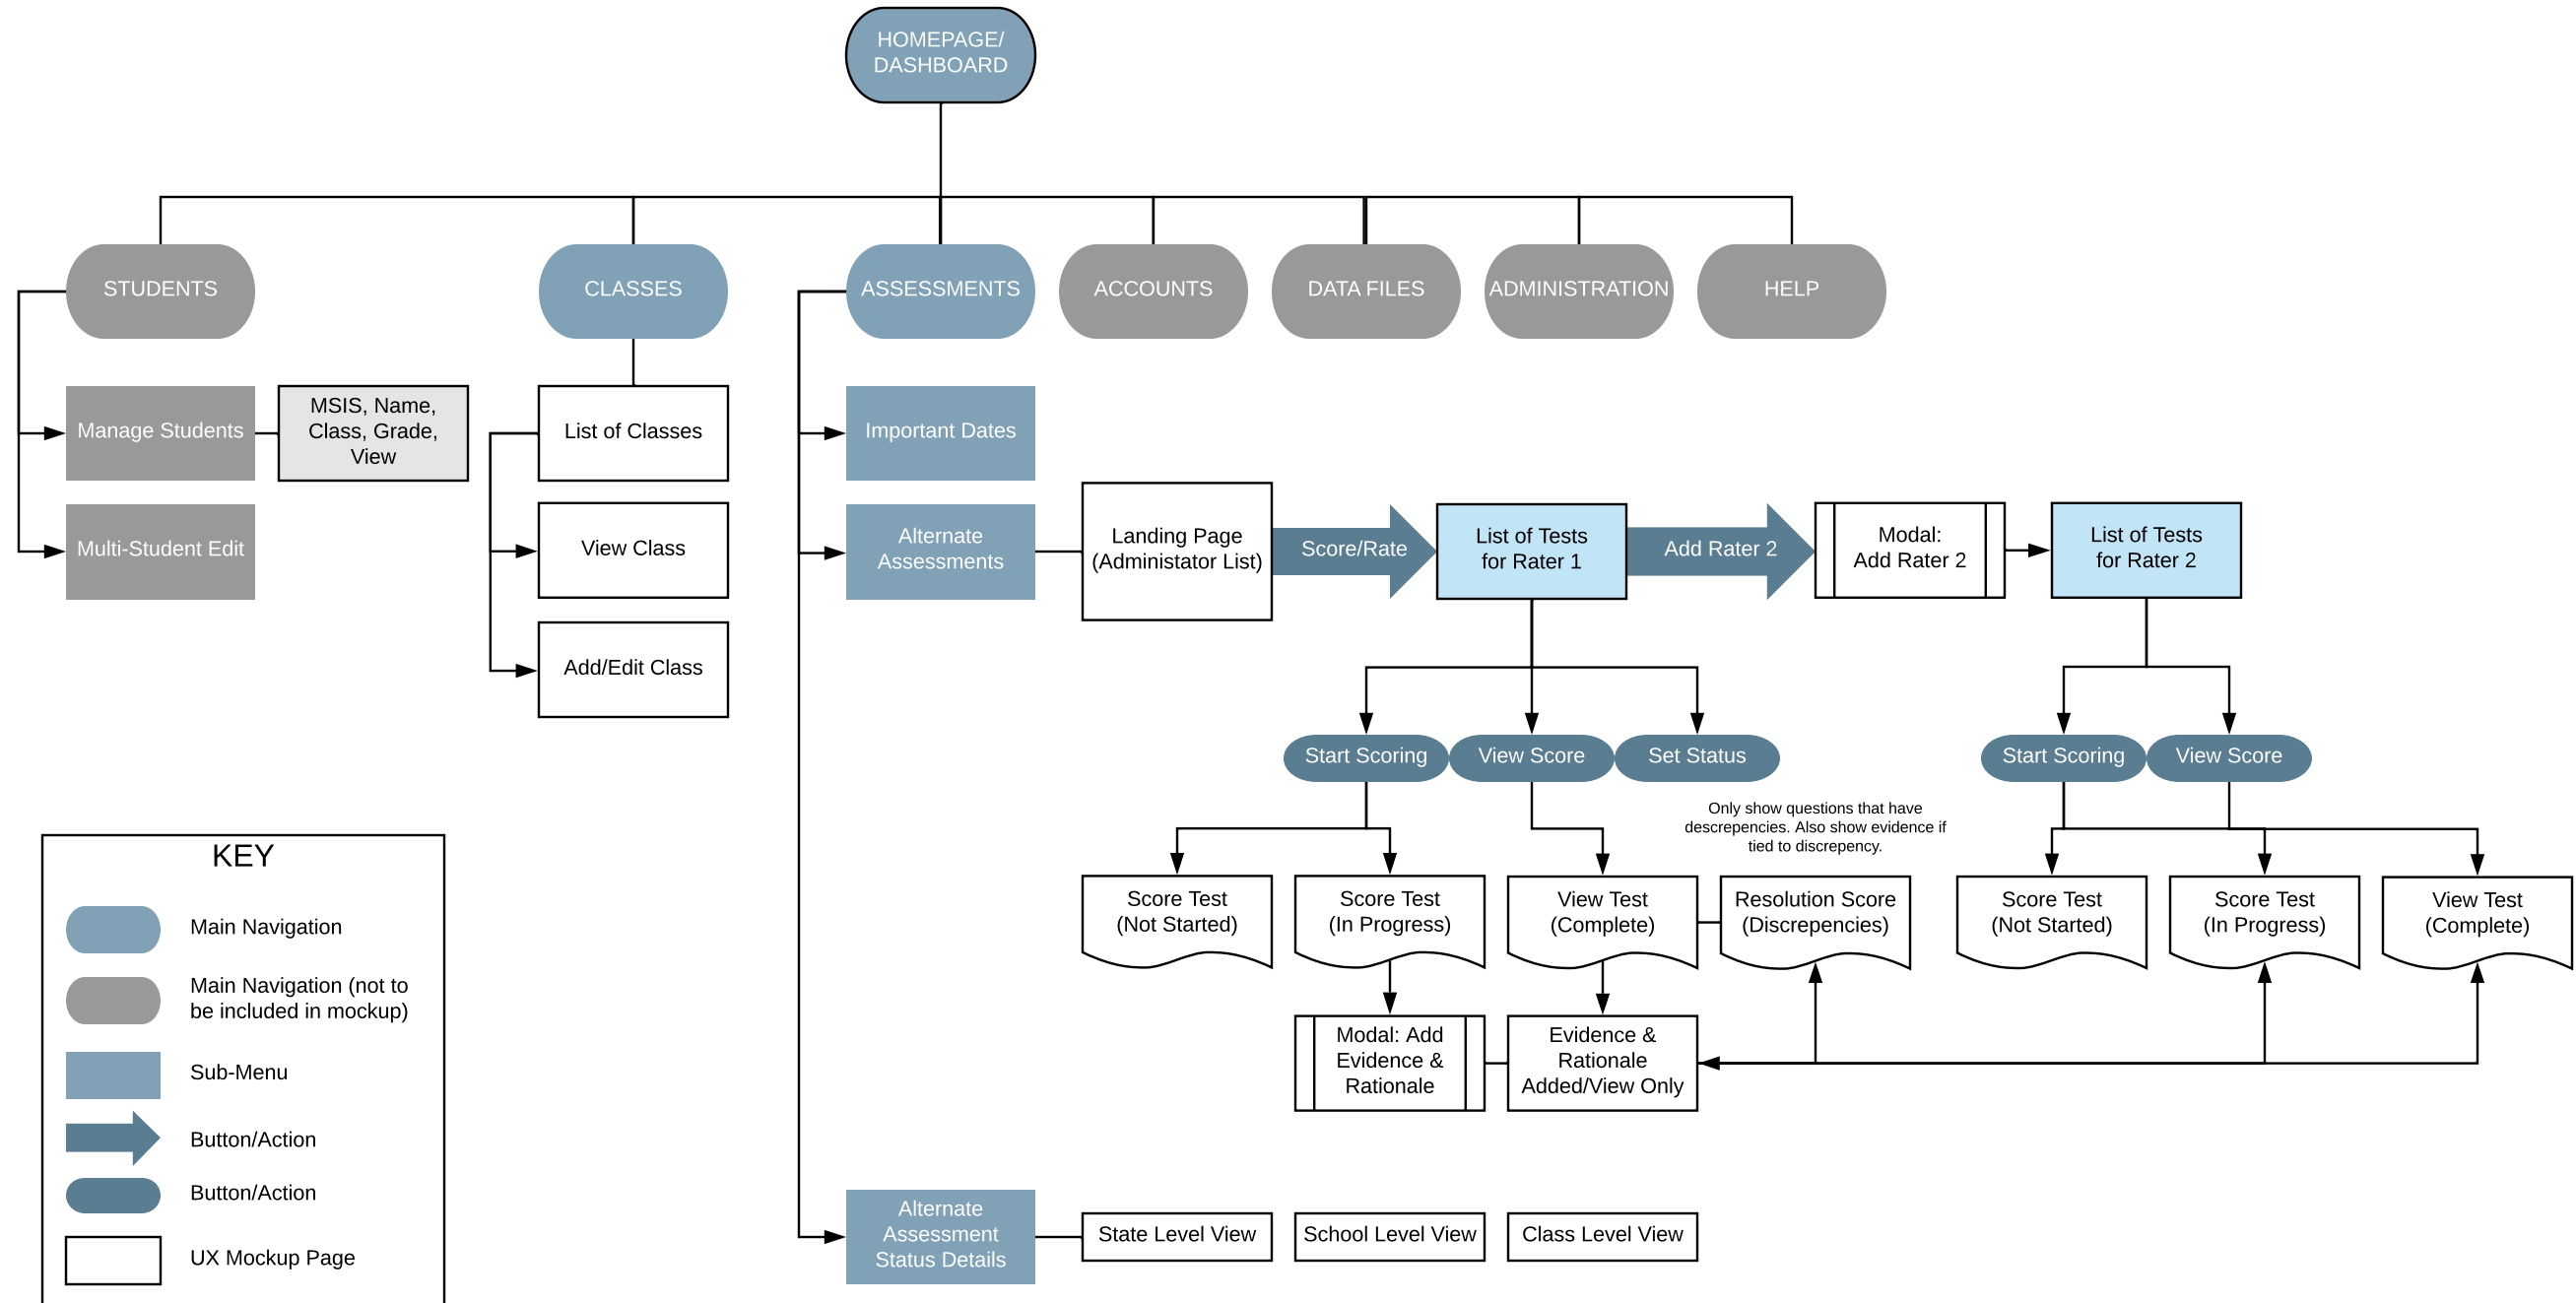 HOMEPAGE/
DASHBOARD
STUDENTS
CLASSES
ASSESSMENTS
ACCOUNTS
DATA FILES
ADMINISTRATION
HELP
Manage Students
MSIS, Name,
Class, Grade,
View
Multi-Student Edit
List of Classes
View Class
Add/Edit Class
Important Dates
Alternate
Assessments
Landing Page
(Administator List)
Score/Rate
List of Tests
for Rater 1
Add Rater 2
Modal:
Add Rater 2
List of Tests
for Rater 2
Start Scoring
View Score
Set Status
Start Scoring
View Score
Only show questions that have
descrepencies. Also show evidence if
tied to discrepency.
Score Test
(Not Started)
Score Test
(In Progress)
View Test
(Complete)
Resolution Score
(Discrepencies)
Score Test
(Not Started)
Score Test
(In Progress)
View Test
(Complete)
Modal: Add
Evidence &
Rationale
Evidence &
Rationale
Added/View Only
Alternate
Assessment
Status Details
State Level View
School Level View
Class Level View
KEY
Main Navigation
Main Navigation (not to
be included in mockup)
Sub-Menu
Button/Action
Button/Action
UX Mockup Page